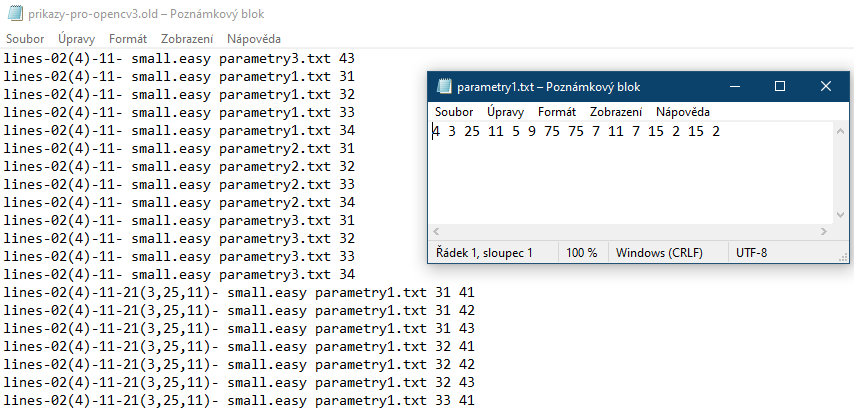 prikazy-pro-opencv3.old – Poznámkový blok
Soubor Úpravy Formát Zobrazení Nápověda
lines-02(4)-11- small.easy parametry3.txt 43
lines-02(4)-11- small.easy parametry1.txt 31
lines-02(4)-11- small.easy parametry1.txt 32
lines-02(4)-11- small.easy parametry1.txt 33
lines-02(4)-11- small.easy parametry1.txt 34
lines-02(4)-11- small.easy parametry2.txt 31
lines-02(4)-11- small.easy parametry2.txt 32
lines-02(4)-11- small.easy parametry2.txt 33
lines-02(4)-11- small.easy parametry2.txt 34
lines-02(4)-11- small.easy parametry3.txt 31
lines-02(4)-11- small.easy parametry3.txt 32
lines-02(4)-11- small.easy parametry3.txt 33
lines-02(4)-11- small.easy parametry3.txt 34
lines-02(4)-11-21(3,25,11)- small.easy parametry1.txt 31 41
lines-02(4)-11-21(3,25,11)- small.easy parametry1.txt 31 42
lines-02(4)-11-21(3,25,11)- small.easy parametry1.txt 31 43
lines-02(4)-11-21(3,25,11)- small.easy parametry1.txt 32 41
lines-02(4)-11-21(3,25,11)- small.easy parametry1.txt 32 42
lines-02(4)-11-21(3,25,11)- small.easy parametry1.txt 32 43
lines-02(4)-11-21(3,25,11)- small.easy parametry1.txt 33 41
parametry1.txt – Poznámkový blok
Soubor Úpravy Formát Zobrazení Nápověda
4 3 25 11 5 9 75 75 7 11 7 15 2 15 2
Řádek 1, sloupec 1 100 % Windows (CRLF) UTF-8